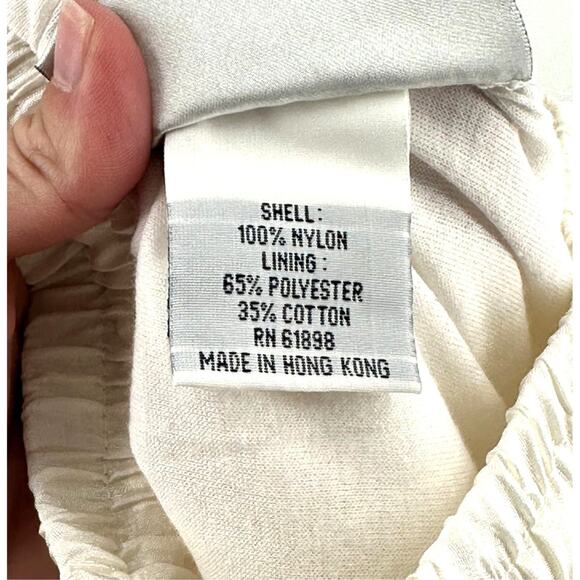 SHELL:
100% NYLON
LINING:
65% POLYESTER
35% COTTON
RN 61898
MADE IN HONG KONG